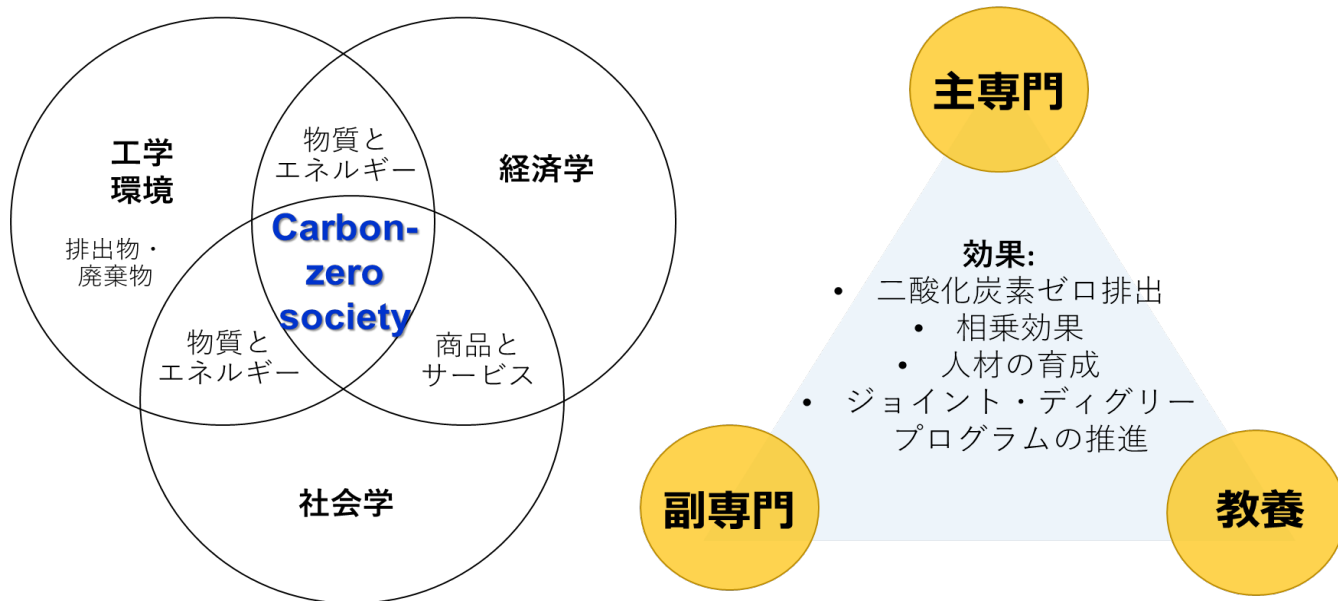 工学
環境
排出物・
廃棄物
物質と
エネルギー
経済学
Carbon-
zero
society
物質と
エネルギー
商品と
サービス
社会学
主専門
効果:
• 二酸化炭素ゼロ排出
• 相乗効果
• 人材の育成
• ジョイント・ディグリー
プログラムの推進
副専門
教養